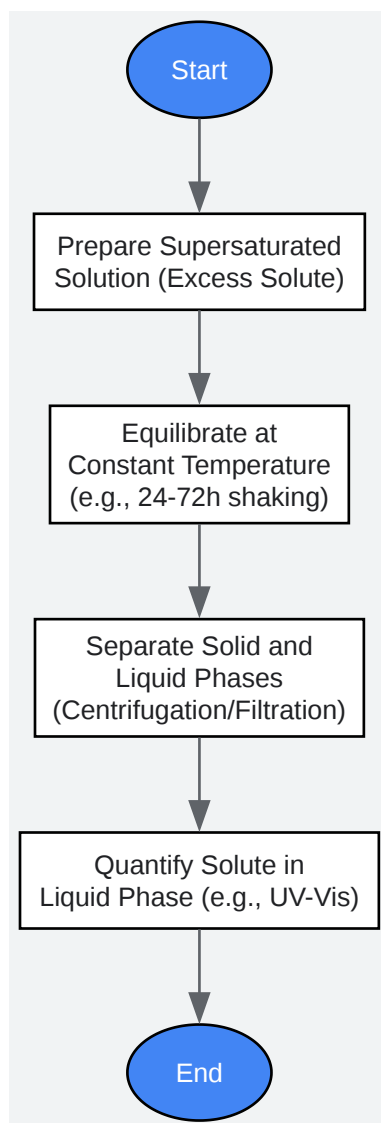 Start
Prepare Supersaturated
Solution (Excess Solute)
Equilibrate at
Constant Temperature
(e.g., 24-72h shaking)
Separate Solid and
Liquid Phases
(Centrifugation/Filtration)
Quantify Solute in
Liquid Phase (e.g., UV-Vis)
End